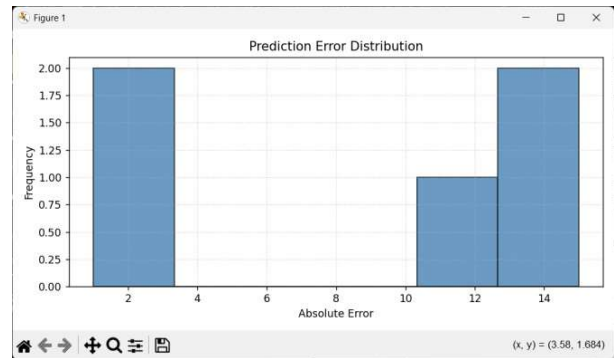 Figure 1
Prediction Error Distribution
2.00
1.75
1.50
1.25
1.00
0.75
0.50
0.25
0.00
Frequency
2 4 6 8 10 12 14
Absolute Error
(x, y) = (3.58, 1.684)